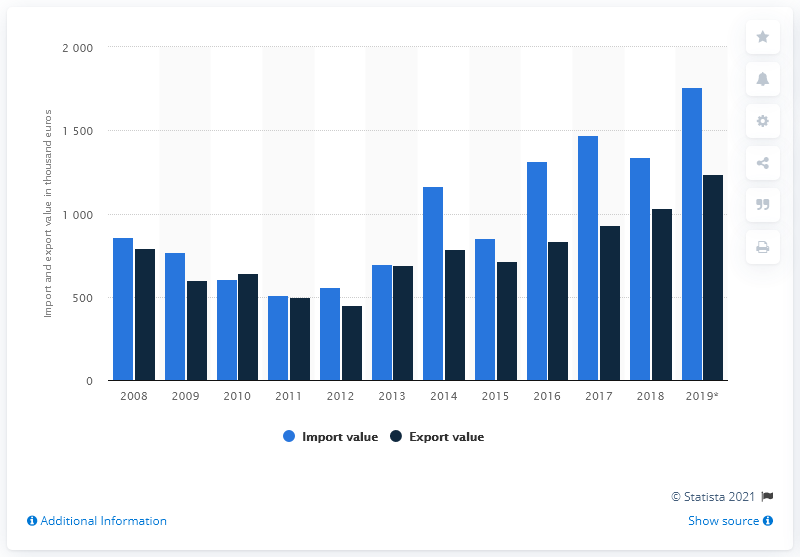 2 000
1 500
1 000
500
0
Import and export value in thousand euros
2008 2009 2010 2011 2012 2013 2014 2015 2016 2017 2018 2019*
Import value Export value
© Statista 2021
Additional Information Show source